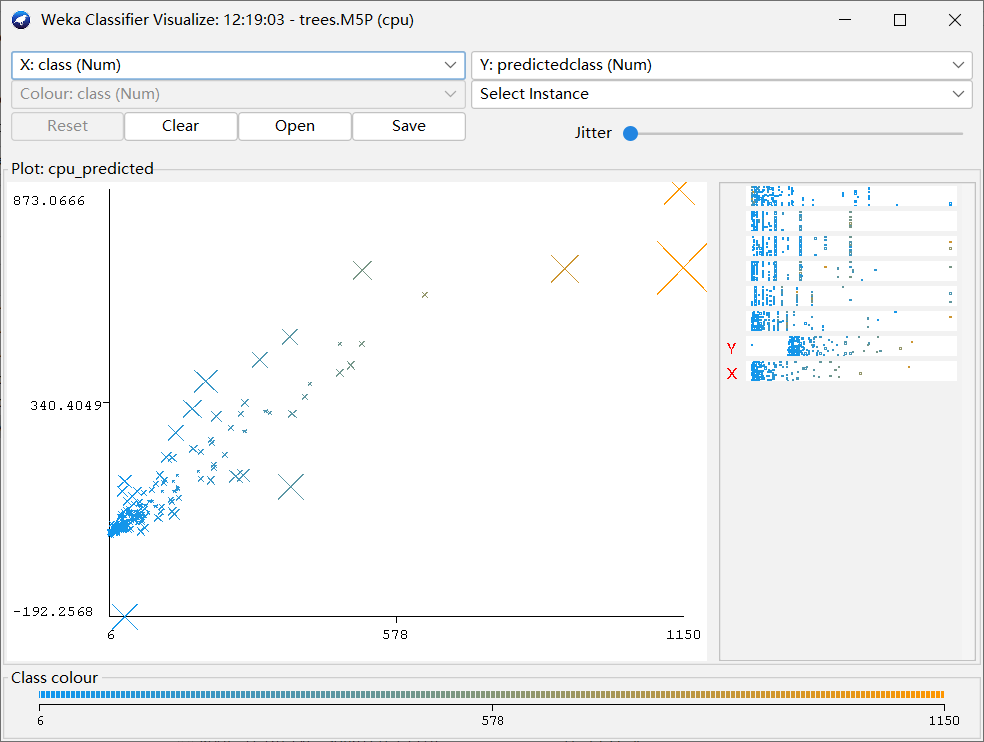 Weka Classifier Visualize: 12:19:03 - trees.M5P (cpu)
X: class (Num) Y: predictedclass (Num)
Colour: class (Num) Select Instance
Reset Clear Open Save Jitter
Plot: cpu_predicted
873.0666
340.4049
Y
X
-192.2568
6 578 1150
Class colour
6 578 1150